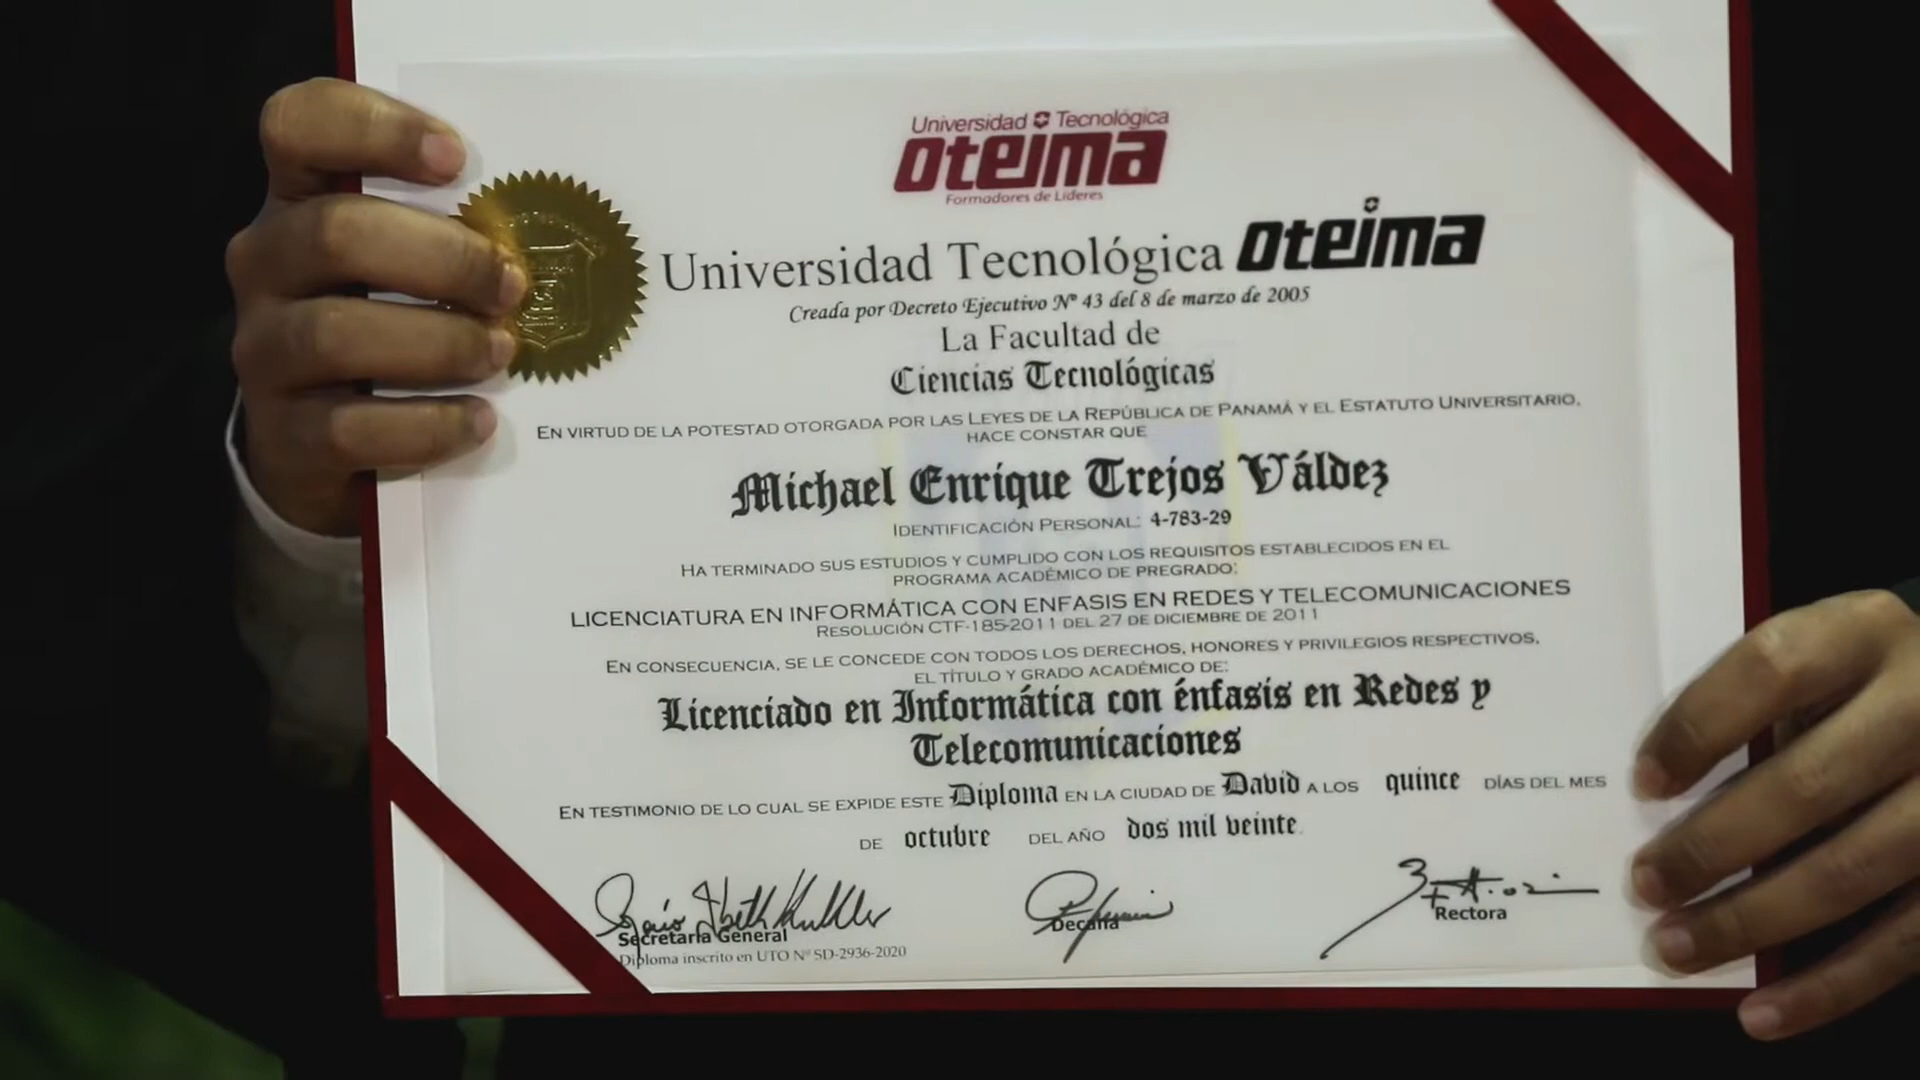 Universidad Tecnológica
oteima
Formadores de Lideres
Universidad Tecnológica oteima
Creada por Decreto Ejecutivo Nº 43 del 8 de marzo de 2005
La Facultad de
Ciencias Tecnológicas
EN VIRTUD DE LA POTESTAD OTORGADA POR LAS LEYES DE LA REPÚBLICA DE PANAMÁ Y EL ESTATUTO UNIVERSITARIO,
HACE CONSTAR QUE
Michael Enrique Trejos Váldez
IDENTIFICACIÓN PERSONAL: 4-783-29
HA TERMINADO SUS ESTUDIOS Y CUMPLIDO CON LOS REQUISITOS ESTABLECIDOS EN EL
PROGRAMA ACADÉMICO DE PREGRADO:
LICENCIATURA EN INFORMÁTICA CON ENFASIS EN REDES Y TELECOMUNICACIONES
RESOLUCIÓN CTF-185-2011 DEL 27 DE DICIEMBRE DE 2011
EN CONSECUENCIA, SE LE CONCEDE CON TODOS LOS DERECHOS, HONORES Y PRIVILEGIOS RESPECTIVOS,
EL TÍTULO Y GRADO ACADÉMICO DE:
Licenciado en Informática con énfasis en Redes y
Telecomunicaciones
EN TESTIMONIO DE LO CUAL SE EXPIDE ESTE Diploma EN LA CIUDAD DE David A LOS quince DÍAS DEL MES
DE octubre DEL AÑO dos mil veinte
Secretaria General
Decana
Rectora
Diploma inscrito en UTO Nº SD-2936-2020